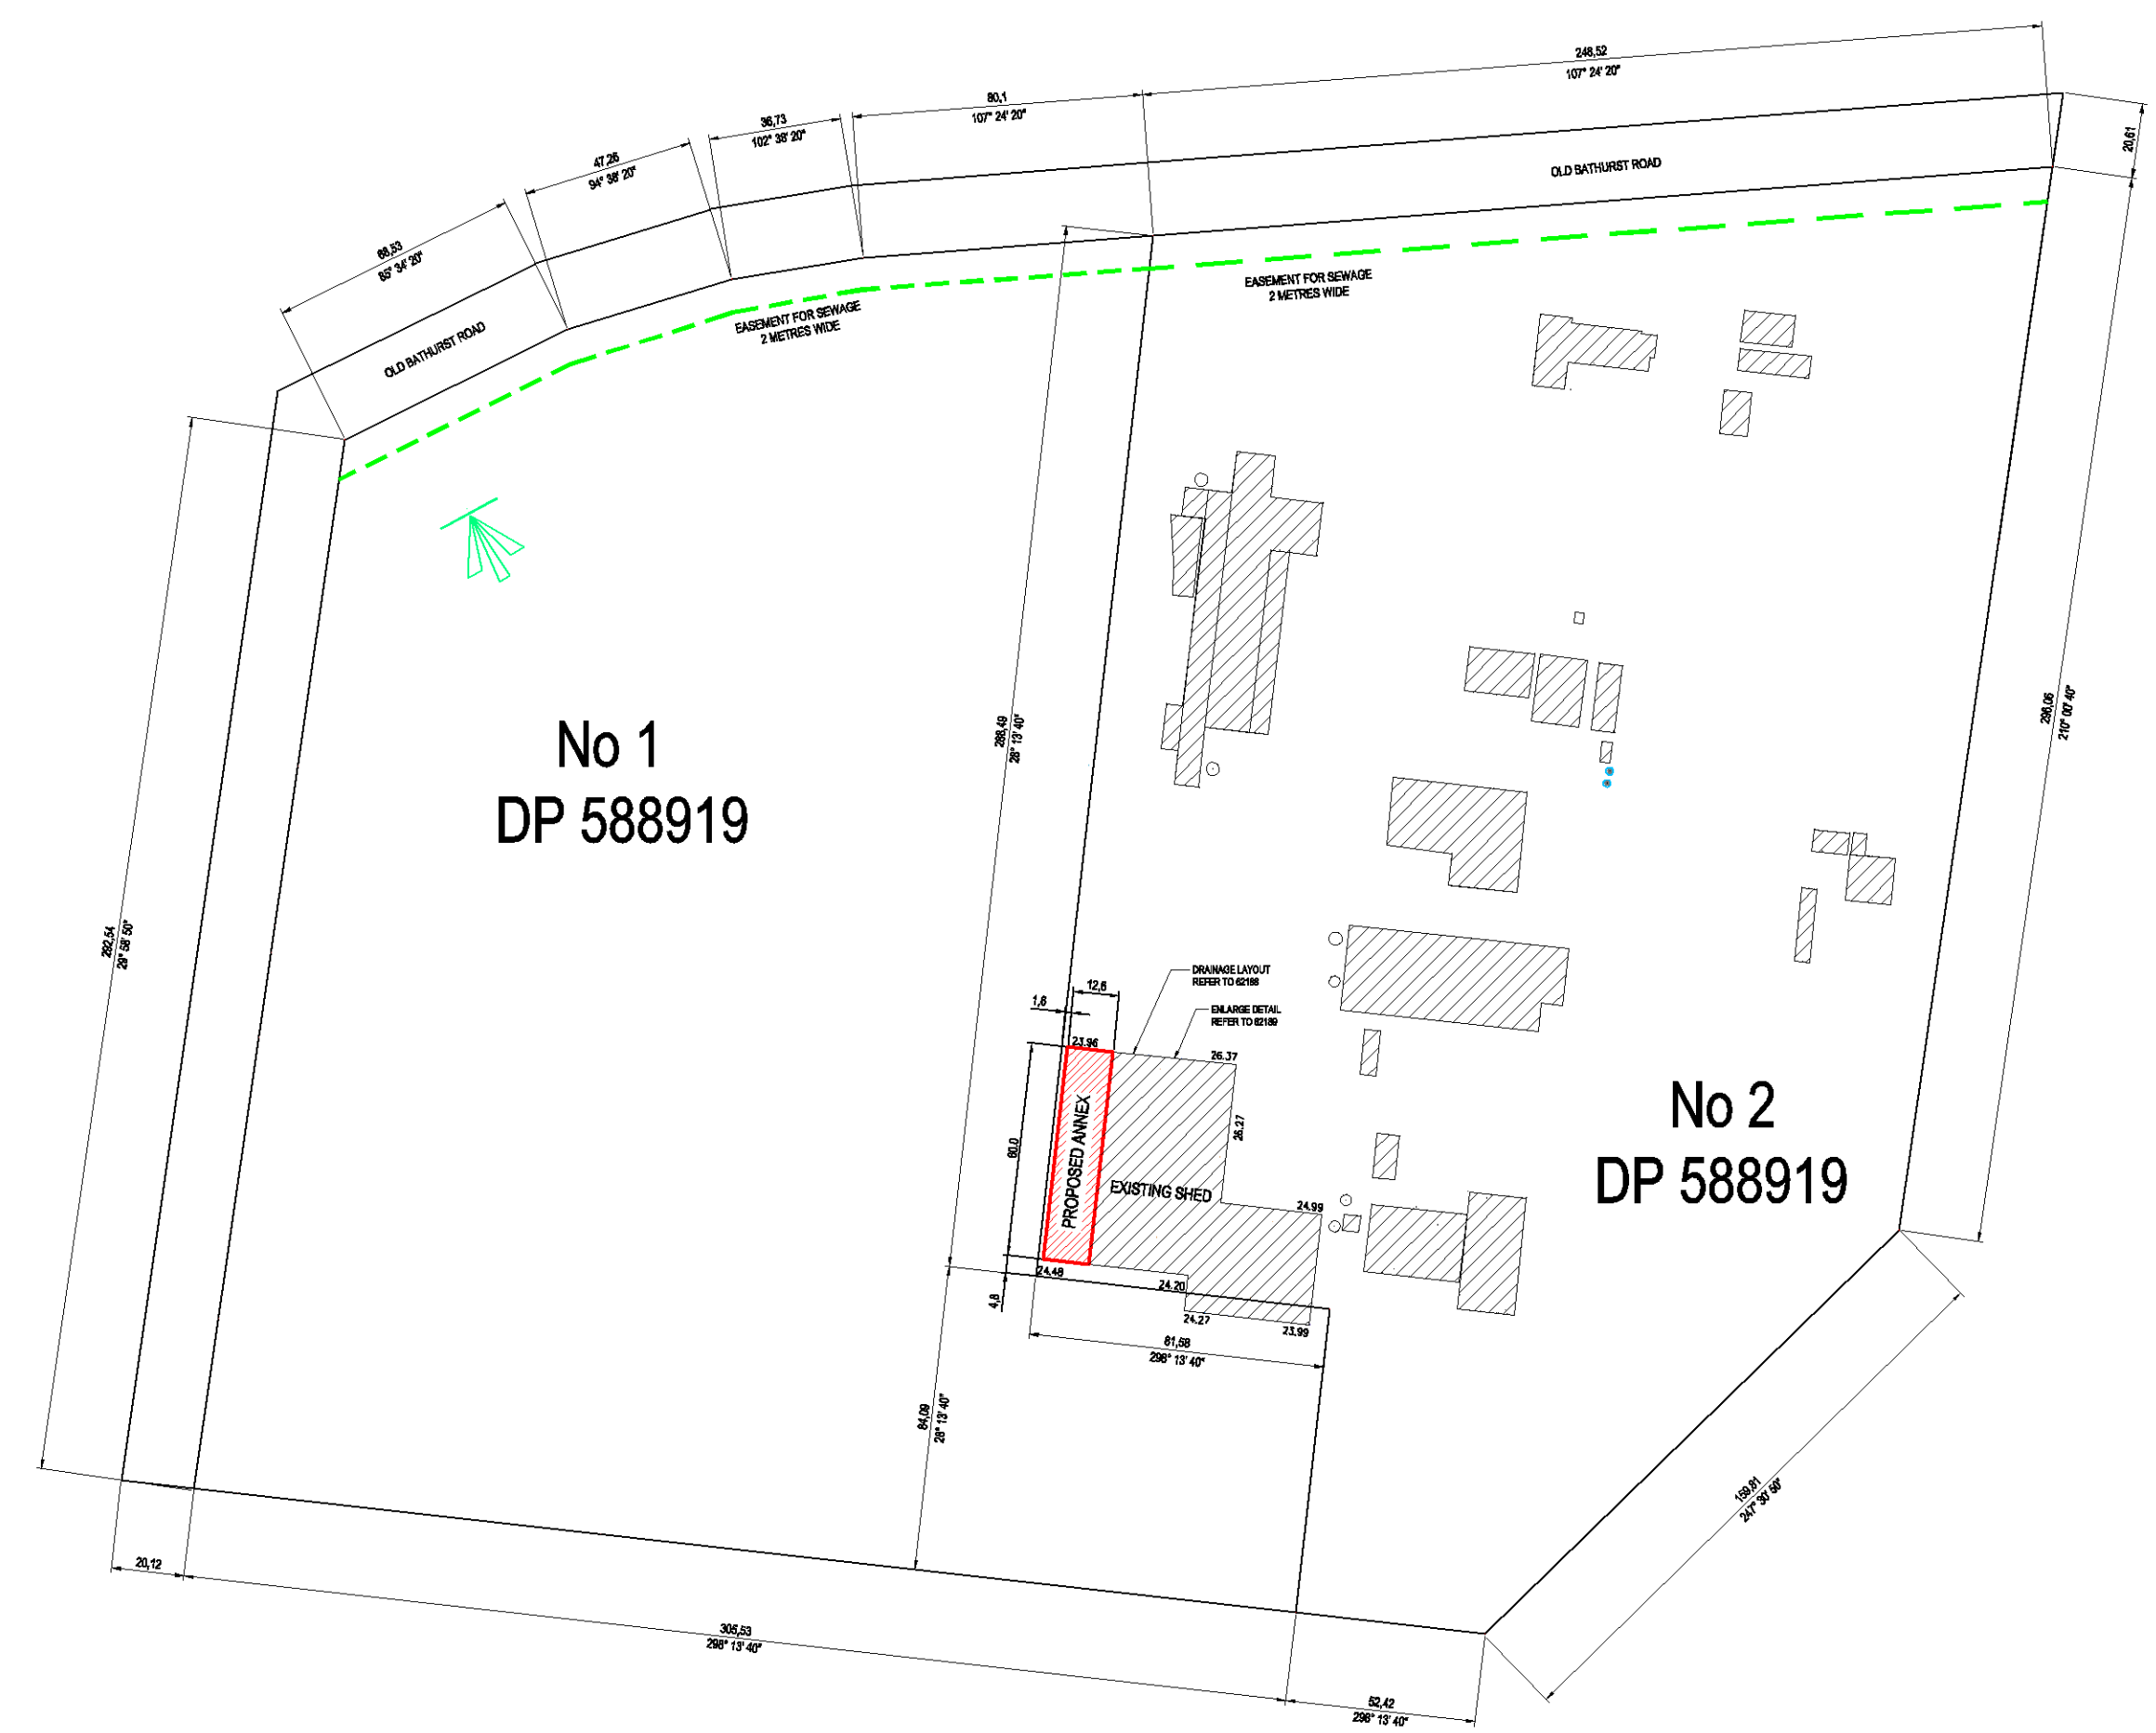 248,52
107° 24' 20"
80,1
107° 24' 20"
36,73
102° 38' 20"
47,26
94° 38' 20"
68,53
85° 34' 20"
20,61
OLD BATHURST ROAD
OLD BATHURST ROAD
EASEMENT FOR SEWAGE
2 METRES WIDE
EASEMENT FOR SEWAGE
2 METRES WIDE
No 1
DP 588919
288,49
28° 13' 40"
296,06
210° 00' 40"
292,54
29° 58' 50"
DRAINAGE LAYOUT
REFER TO 62188
ENLARGE DETAIL
REFER TO 62189
12,6
1,6
23.96
26.37
26.27
60,0
PROPOSED ANNEX
EXISTING SHED
24.99
No 2
DP 588919
24.48
24.20
4,8
24.27
23.99
81,58
298° 13' 40"
84,09
28° 13' 40"
159,81
247° 30' 50"
20,12
305,53
298° 13' 40"
52,42
298° 13' 40"